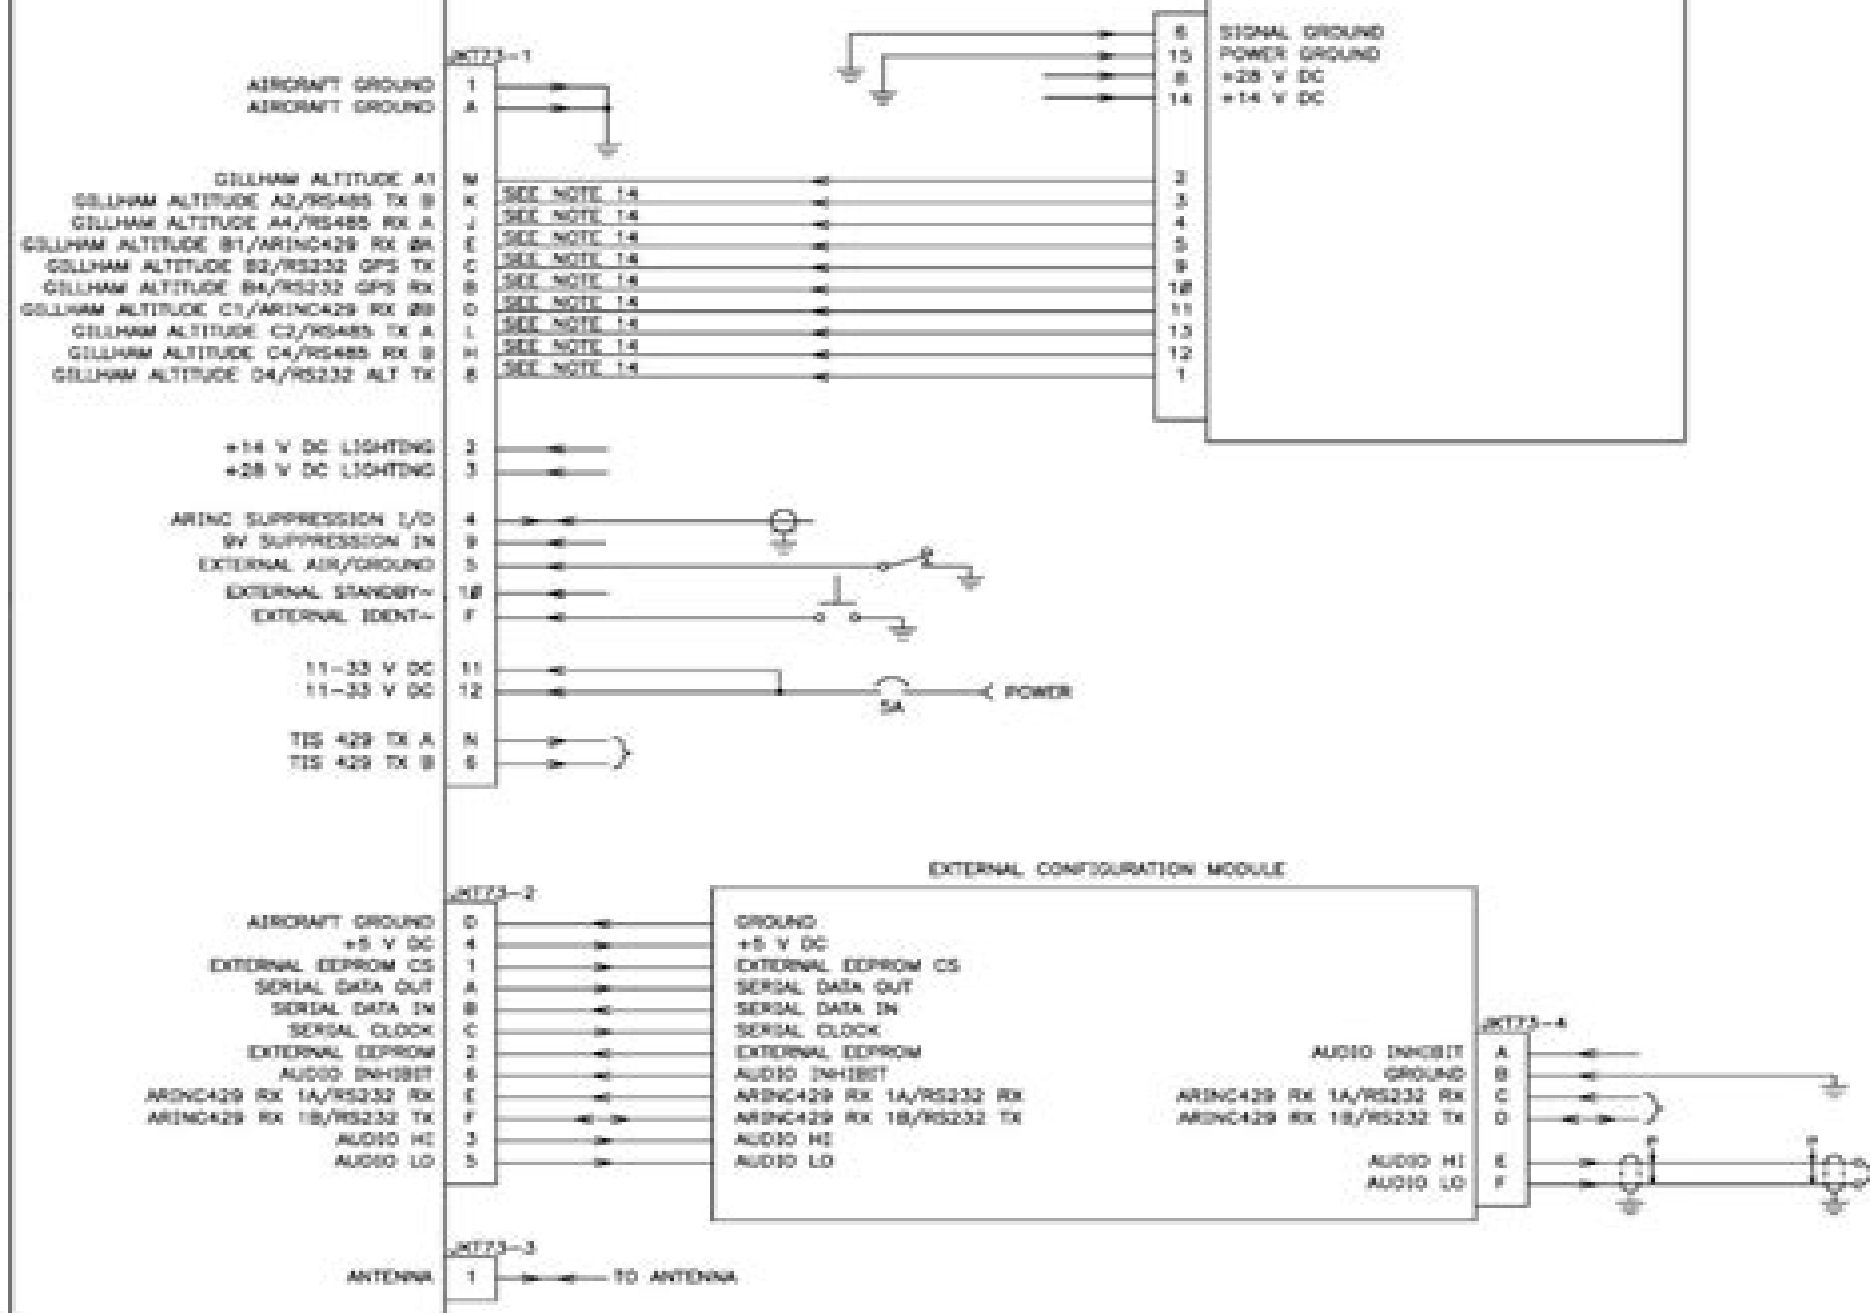 JKT73-1
AIRCRAFT GROUND 1
AIRCRAFT GROUND A
6 SIGNAL GROUND
15 POWER GROUND
8 +28 V DC
14 +14 V DC
GILLHAM ALTITUDE A1 M 2
GILLHAM ALTITUDE A2/RS485 TX B K SEE NOTE 14 3
GILLHAM ALTITUDE A4/RS485 RX A J SEE NOTE 14 4
GILLHAM ALTITUDE B1/ARINC429 RX ØA E SEE NOTE 14 5
GILLHAM ALTITUDE B2/RS232 GPS TX C SEE NOTE 14 9
GILLHAM ALTITUDE B4/RS232 GPS RX B SEE NOTE 14 1Ø
GILLHAM ALTITUDE C1/ARINC429 RX ØB D SEE NOTE 14 11
GILLHAM ALTITUDE C2/RS485 TX A L SEE NOTE 14 13
GILLHAM ALTITUDE C4/RS485 RX B H SEE NOTE 14 12
GILLHAM ALTITUDE D4/RS232 ALT TX 8 SEE NOTE 14 1
+14 V DC LIGHTING 2
+28 V DC LIGHTING 3
ARINC SUPPRESSION I/O 4
9V SUPPRESSION IN 9
EXTERNAL AIR/GROUND 5
EXTERNAL STANDBY~ 1Ø
EXTERNAL IDENT~ F
11-33 V DC 11
11-33 V DC 12
5A
POWER
TIS 429 TX A N
TIS 429 TX B 6
EXTERNAL CONFIGURATION MODULE
JKT73-2
AIRCRAFT GROUND D GROUND
+5 V DC 4 +5 V DC
EXTERNAL EEPROM CS 1 EXTERNAL EEPROM CS
SERIAL DATA OUT A SERIAL DATA OUT
SERIAL DATA IN B SERIAL DATA IN
SERIAL CLOCK C SERIAL CLOCK
EXTERNAL EEPROM 2 EXTERNAL EEPROM
AUDIO INHIBIT 6 AUDIO INHIBIT
ARINC429 RX 1A/RS232 RX E ARINC429 RX 1A/RS232 RX
ARINC429 RX 1B/RS232 TX F ARINC429 RX 1B/RS232 TX
AUDIO HI 3 AUDIO HI
AUDIO LO 5 AUDIO LO
JKT73-4
AUDIO INHIBIT A
GROUND B
ARINC429 RX 1A/RS232 RX C
ARINC429 RX 1B/RS232 TX D
AUDIO HI E
AUDIO LO F
JKT73-3
ANTENNA 1 TO ANTENNA